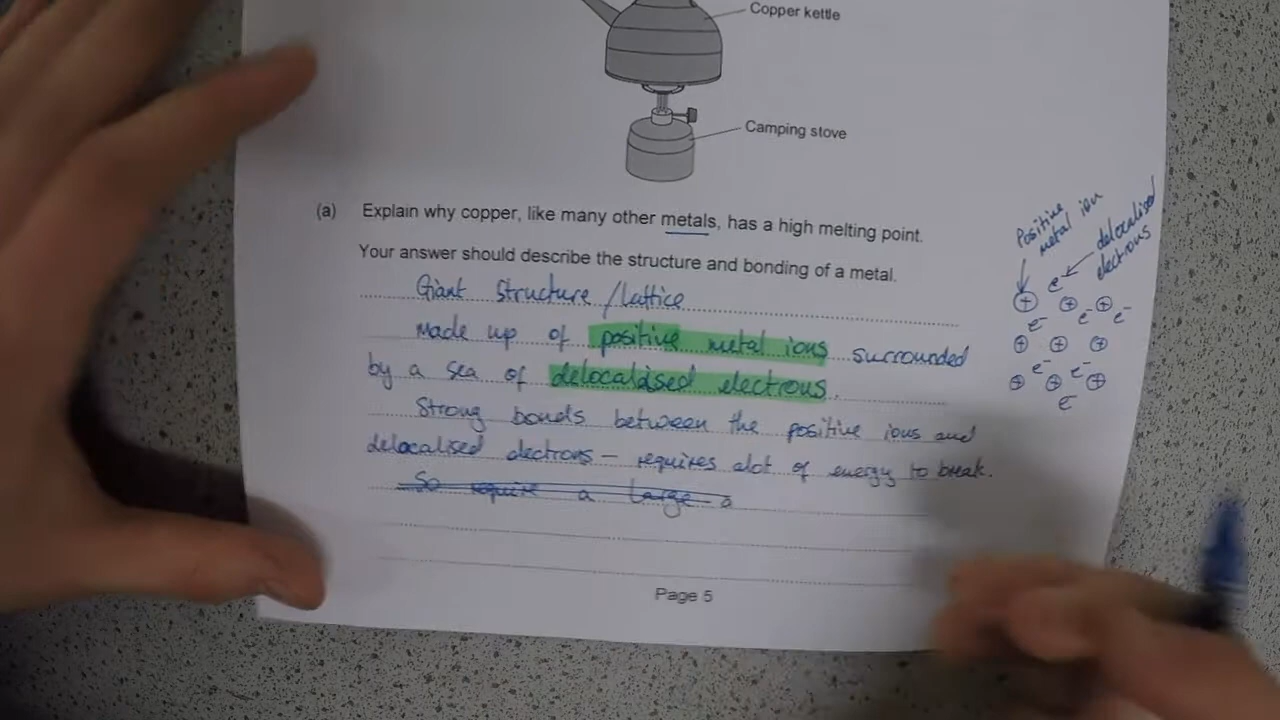 Copper kettle
Camping stove
(a) Explain why copper, like many other metals, has a high melting point.
Your answer should describe the structure and bonding of a metal.
Giant Structure /lattice
Made up of positive metal ions surrounded
by a sea of delocalised electrons.
Strong bonds between the positive ions and
delocalised electrons – requires alot of energy to break.
So require a large a
Page 5
Positive
metal ion
delocalised
electrons
e⁻
+ + +
e⁻ e⁻ e⁻
+ + +
e⁻ e⁻
+ + +
e⁻